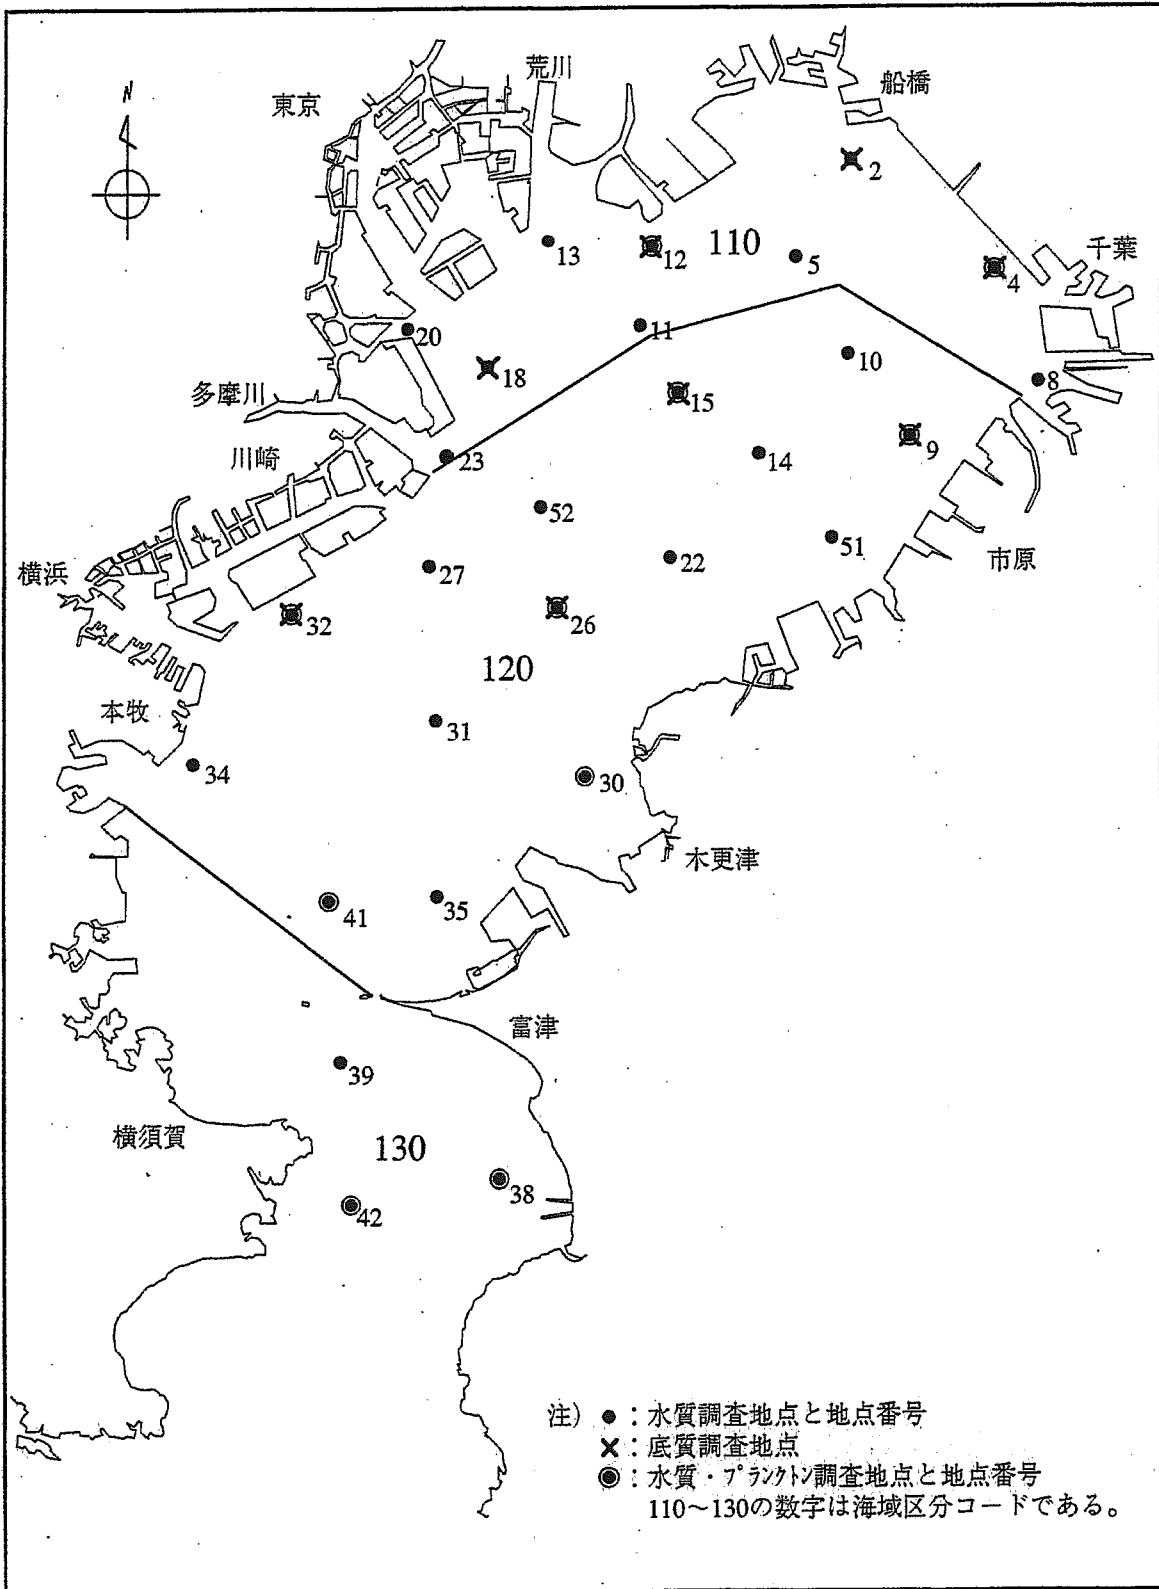 荒川
船橋
東京
N
2
千葉
13
12
110
5
4
20
11
10
8
18
多摩川
15
9
川崎
23
14
52
51
市原
横浜
27
22
32
26
120
本牧
31
34
30
木更津
41
35
富津
39
横須賀
130
38
42
注) ● : 水質調査地点と地点番号
× : 底質調査地点
◉ : 水質・プランクトン調査地点と地点番号
110～130の数字は海域区分コードである。